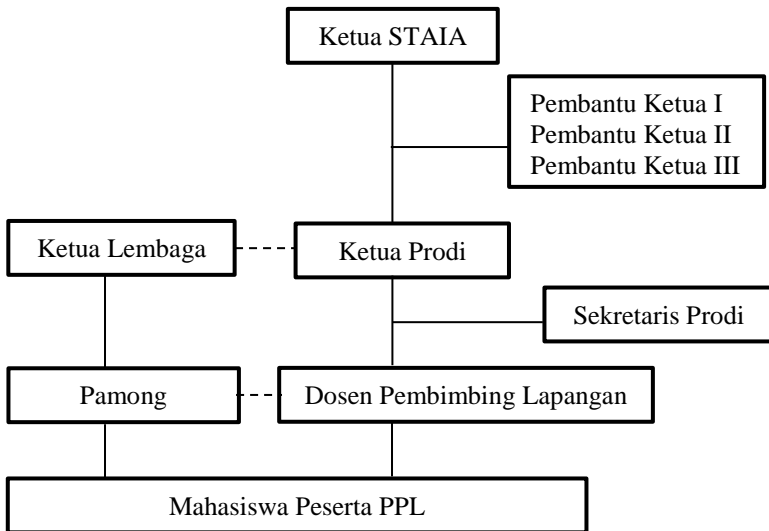 Ketua STAIA
Pembantu Ketua I
Pembantu Ketua II
Pembantu Ketua III
Ketua Lembaga
Ketua Prodi
Sekretaris Prodi
Pamong
Dosen Pembimbing Lapangan
Mahasiswa Peserta PPL